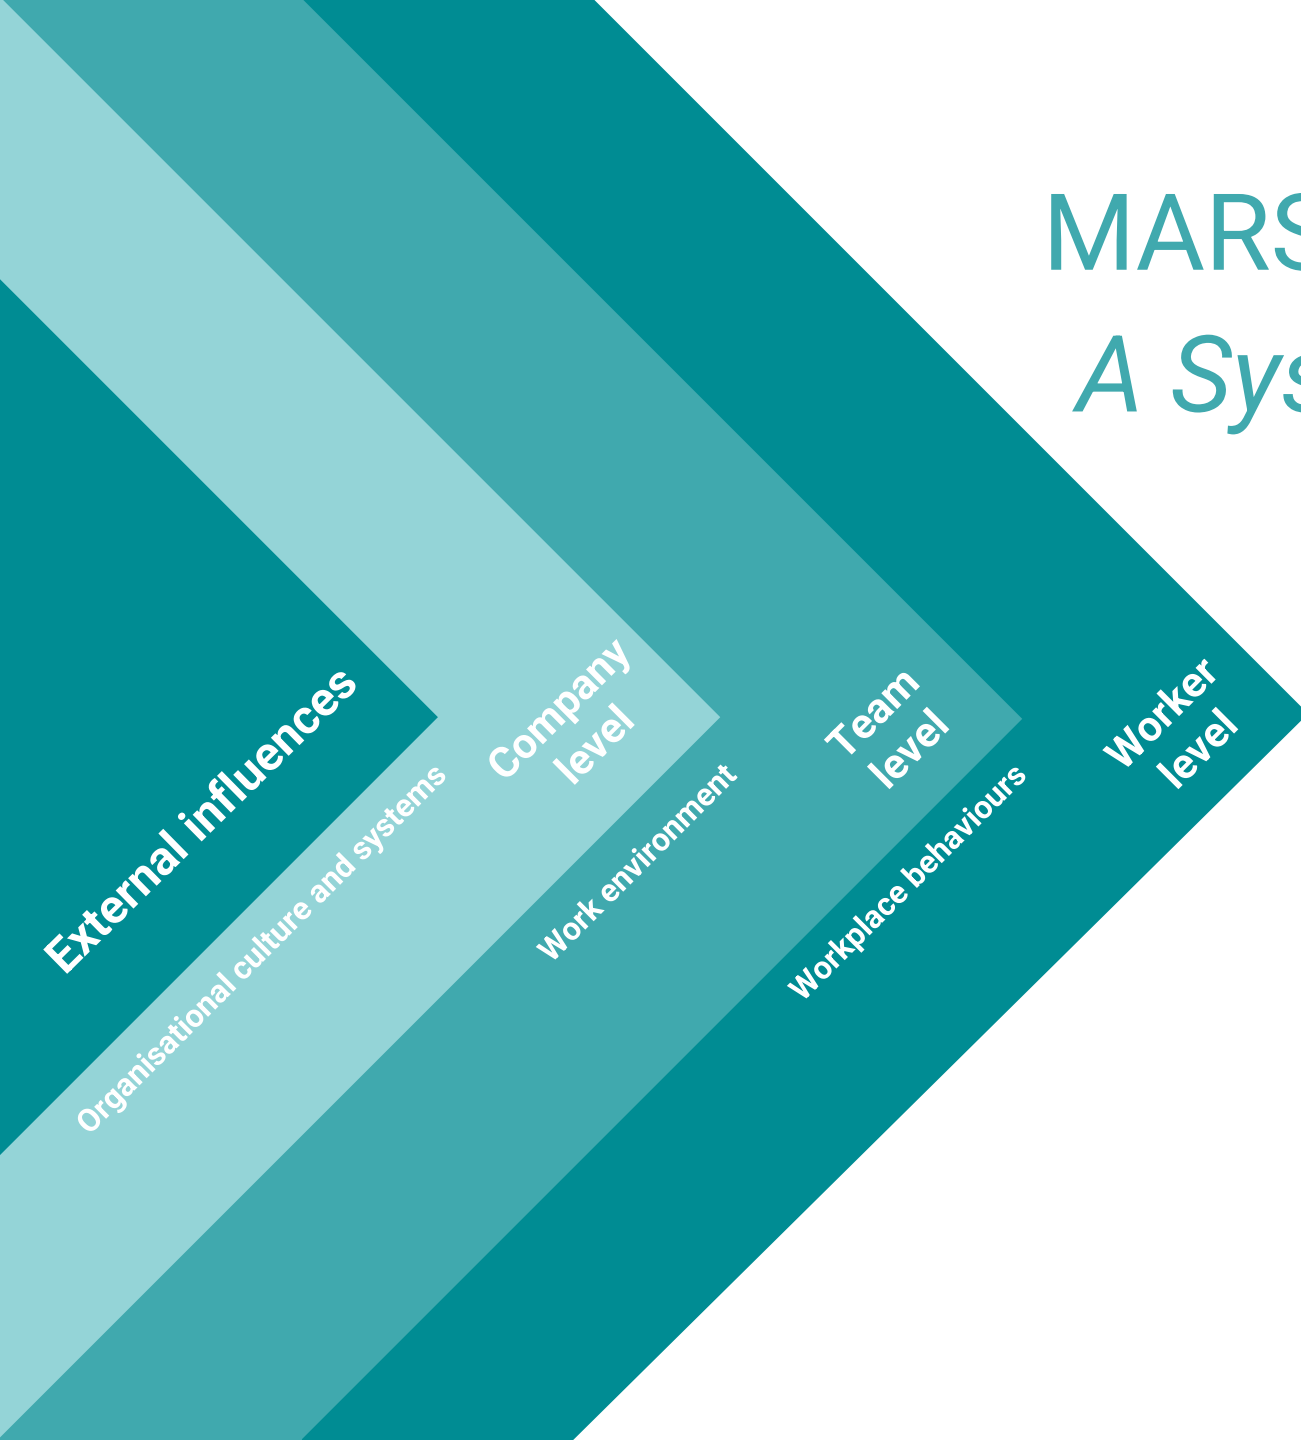 MARS
A Sys
External influences
Organisational culture and systems
Company
level
Work environment
Team
level
Workplace behaviours
Worker
level